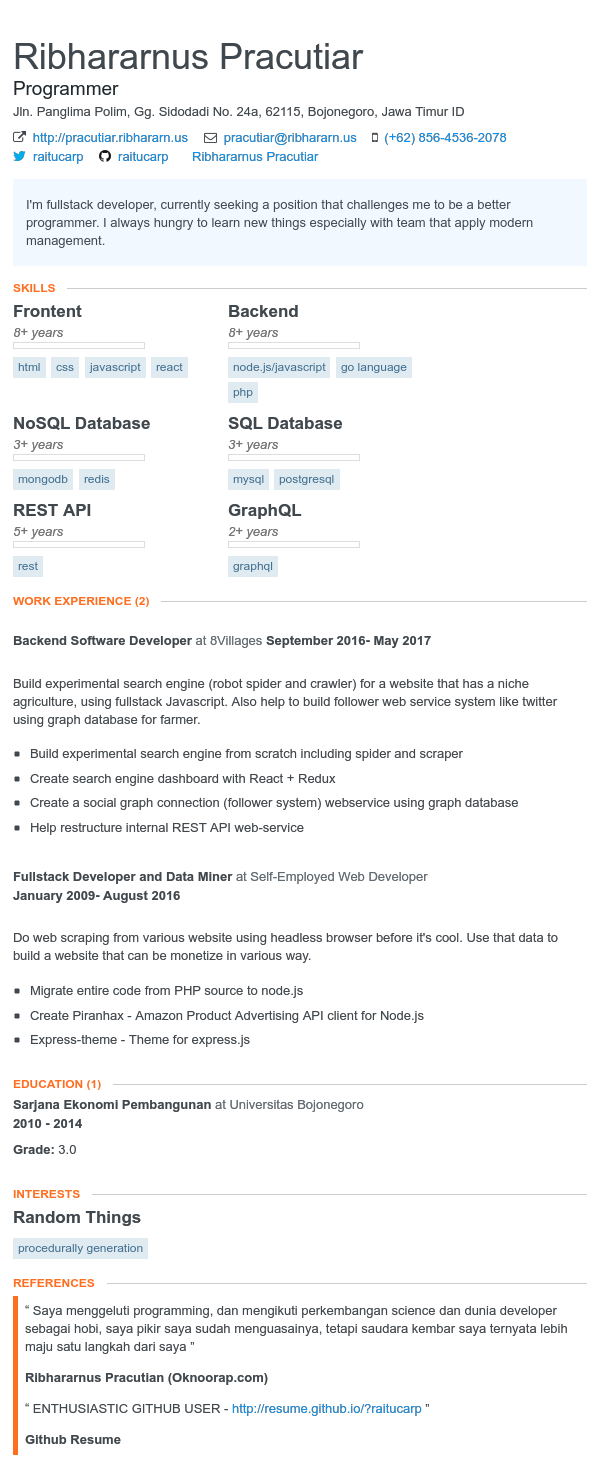 Ribhararnus Pracutiar
Programmer
Jln. Panglima Polim, Gg. Sidodadi No. 24a, 62115, Bojonegoro, Jawa Timur ID
http://pracutiar.ribhararn.us pracutiar@ribhararn.us (+62) 856-4536-2078
raitucarp raitucarp Ribhararnus Pracutiar
I'm fullstack developer, currently seeking a position that challenges me to be a better
programmer. I always hungry to learn new things especially with team that apply modern
management.
SKILLS
Frontent Backend
8+ years 8+ years
html css javascript react node.js/javascript go language
php
NoSQL Database SQL Database
3+ years 3+ years
mongodb redis mysql postgresql
REST API GraphQL
5+ years 2+ years
rest graphql
WORK EXPERIENCE (2)
Backend Software Developer at 8Villages September 2016- May 2017
Build experimental search engine (robot spider and crawler) for a website that has a niche
agriculture, using fullstack Javascript. Also help to build follower web service system like twitter
using graph database for farmer.
▪ Build experimental search engine from scratch including spider and scraper
▪ Create search engine dashboard with React + Redux
▪ Create a social graph connection (follower system) webservice using graph database
▪ Help restructure internal REST API web-service
Fullstack Developer and Data Miner at Self-Employed Web Developer
January 2009- August 2016
Do web scraping from various website using headless browser before it's cool. Use that data to
build a website that can be monetize in various way.
▪ Migrate entire code from PHP source to node.js
▪ Create Piranhax - Amazon Product Advertising API client for Node.js
▪ Express-theme - Theme for express.js
EDUCATION (1)
Sarjana Ekonomi Pembangunan at Universitas Bojonegoro
2010 - 2014
Grade: 3.0
INTERESTS
Random Things
procedurally generation
REFERENCES
“ Saya menggeluti programming, dan mengikuti perkembangan science dan dunia developer
sebagai hobi, saya pikir saya sudah menguasainya, tetapi saudara kembar saya ternyata lebih
maju satu langkah dari saya ”
Ribhararnus Pracutian (Oknoorap.com)
“ ENTHUSIASTIC GITHUB USER - http://resume.github.io/?raitucarp ”
Github Resume